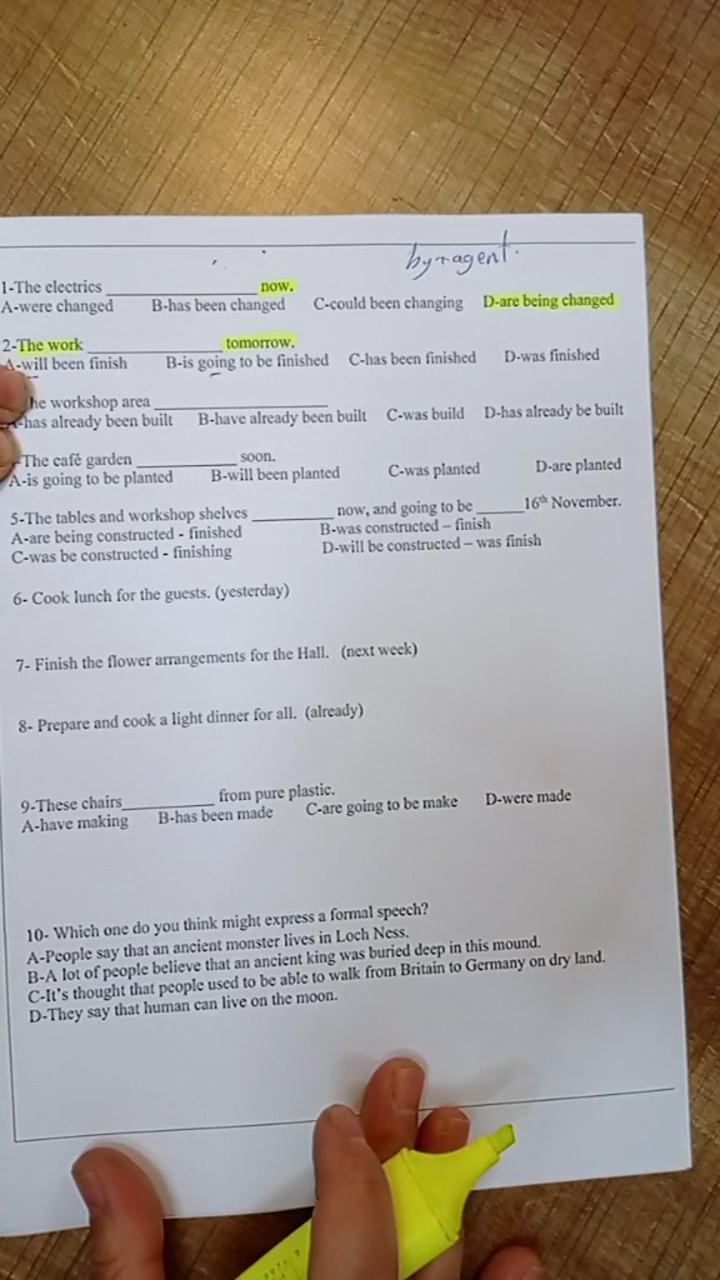 by+agent.
1-The electrics ____________ now.
A-were changed B-has been changed C-could been changing D-are being changed
2-The work ____________ tomorrow.
A-will been finish B-is going to be finished C-has been finished D-was finished
he workshop area ____________
A-has already been built B-have already been built C-was build D-has already be built
-The café garden ____________ soon.
A-is going to be planted B-will been planted C-was planted D-are planted
5-The tables and workshop shelves ____________ now, and going to be ______16th November.
A-are being constructed - finished B-was constructed – finish
C-was be constructed - finishing D-will be constructed – was finish
6- Cook lunch for the guests. (yesterday)
7- Finish the flower arrangements for the Hall. (next week)
8- Prepare and cook a light dinner for all. (already)
9-These chairs____________ from pure plastic.
A-have making B-has been made C-are going to be make D-were made
10- Which one do you think might express a formal speech?
A-People say that an ancient monster lives in Loch Ness.
B-A lot of people believe that an ancient king was buried deep in this mound.
C-It's thought that people used to be able to walk from Britain to Germany on dry land.
D-They say that human can live on the moon.